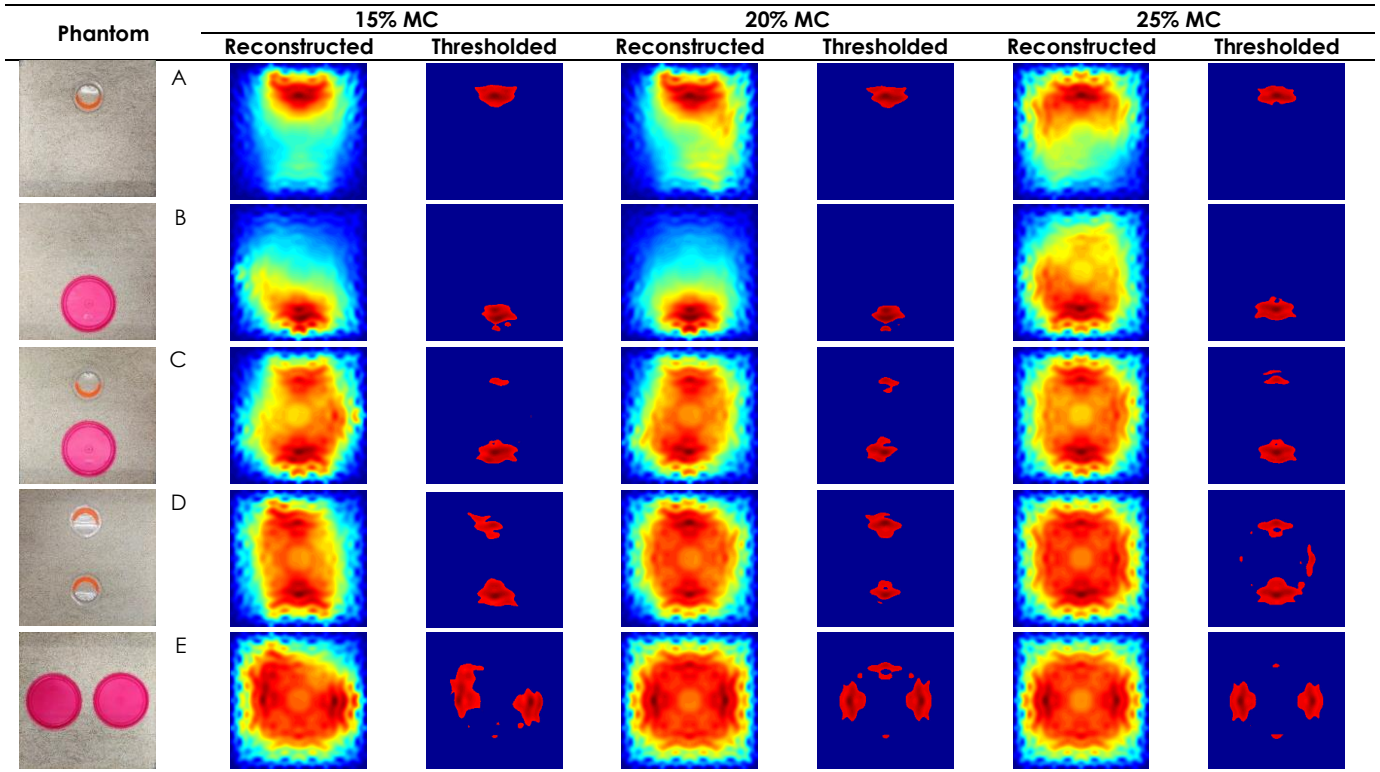 Phantom 15% MC 20% MC 25% MC
Reconstructed Thresholded Reconstructed Thresholded Reconstructed Thresholded
A
B
C
D
E